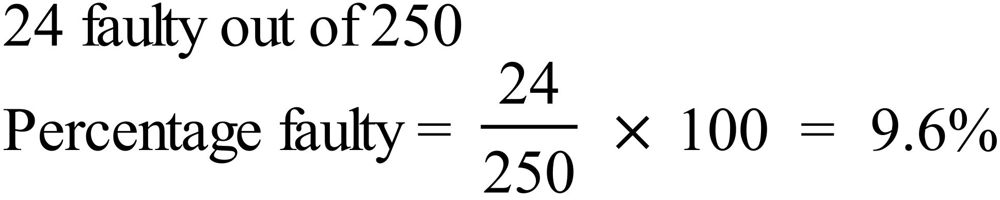 24 faulty out of 250
Percentage faulty = 24/250 × 100 = 9.6%